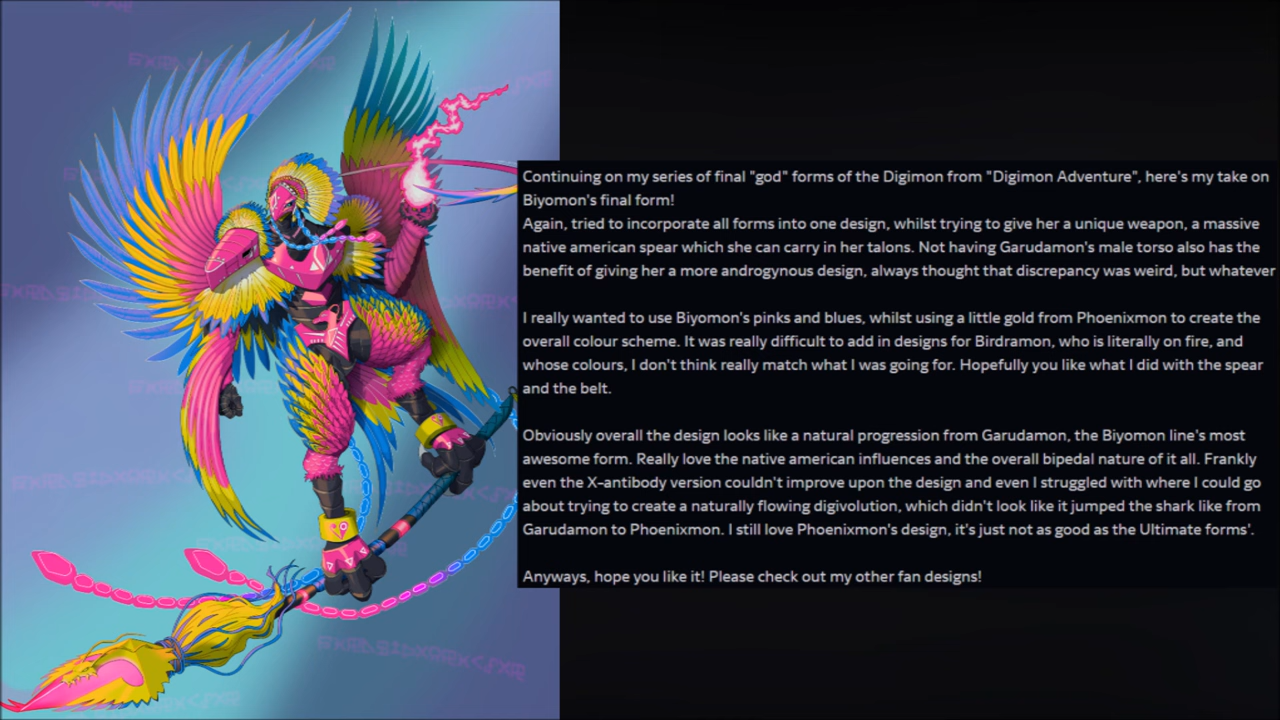 Continuing on my series of final "god" forms of the Digimon from "Digimon Adventure", here's my take on
Biyomon's final form!
Again, tried to incorporate all forms into one design, whilst trying to give her a unique weapon, a massive
native american spear which she can carry in her talons. Not having Garudamon's male torso also has the
benefit of giving her a more androgynous design, always thought that discrepancy was weird, but whatever
I really wanted to use Biyomon's pinks and blues, whilst using a little gold from Phoenixmon to create the
overall colour scheme. It was really difficult to add in designs for Birdramon, who is literally on fire, and
whose colours, I don't think really match what I was going for. Hopefully you like what I did with the spear
and the belt.
Obviously overall the design looks like a natural progression from Garudamon, the Biyomon line's most
awesome form. Really love the native american influences and the overall bipedal nature of it all. Frankly
even the X-antibody version couldn't improve upon the design and even I struggled with where I could go
about trying to create a naturally flowing digivolution, which didn't look like it jumped the shark like from
Garudamon to Phoenixmon. I still love Phoenixmon's design, it's just not as good as the Ultimate forms'.
Anyways, hope you like it! Please check out my other fan designs!